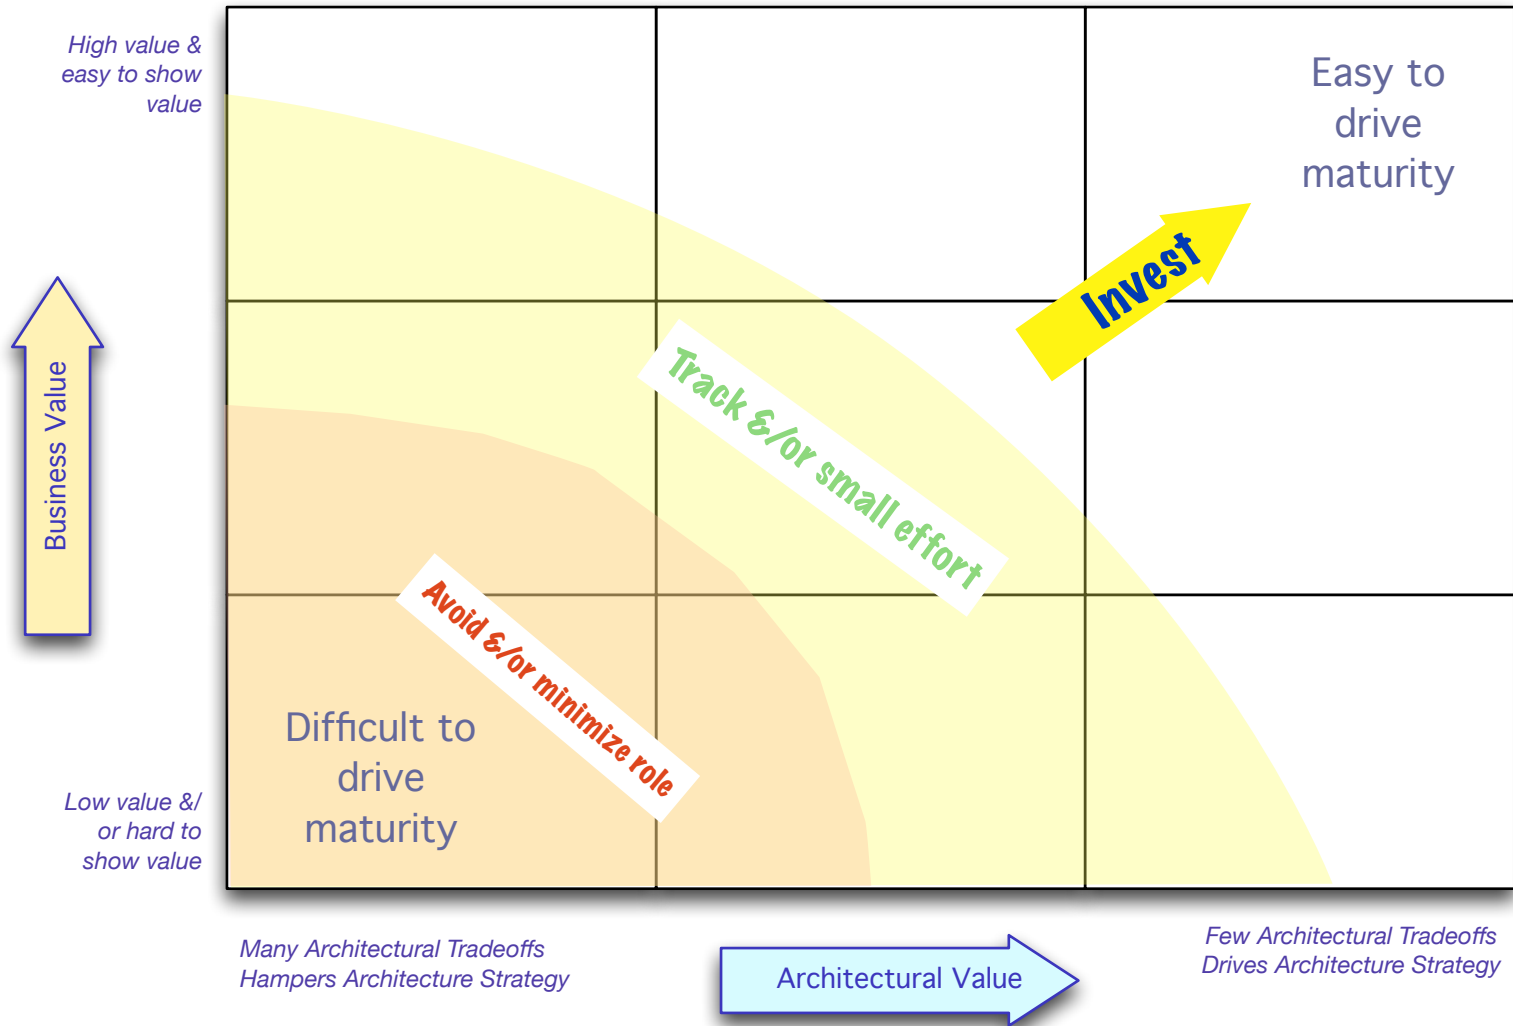 High value &
easy to show
value
Easy to
drive
maturity
Invest
Business Value
Track &/or small effort
Avoid &/or minimize role
Difficult to
drive
maturity
Low value &/
or hard to
show value
Many Architectural Tradeoffs
Hampers Architecture Strategy
Architectural Value
Few Architectural Tradeoffs
Drives Architecture Strategy